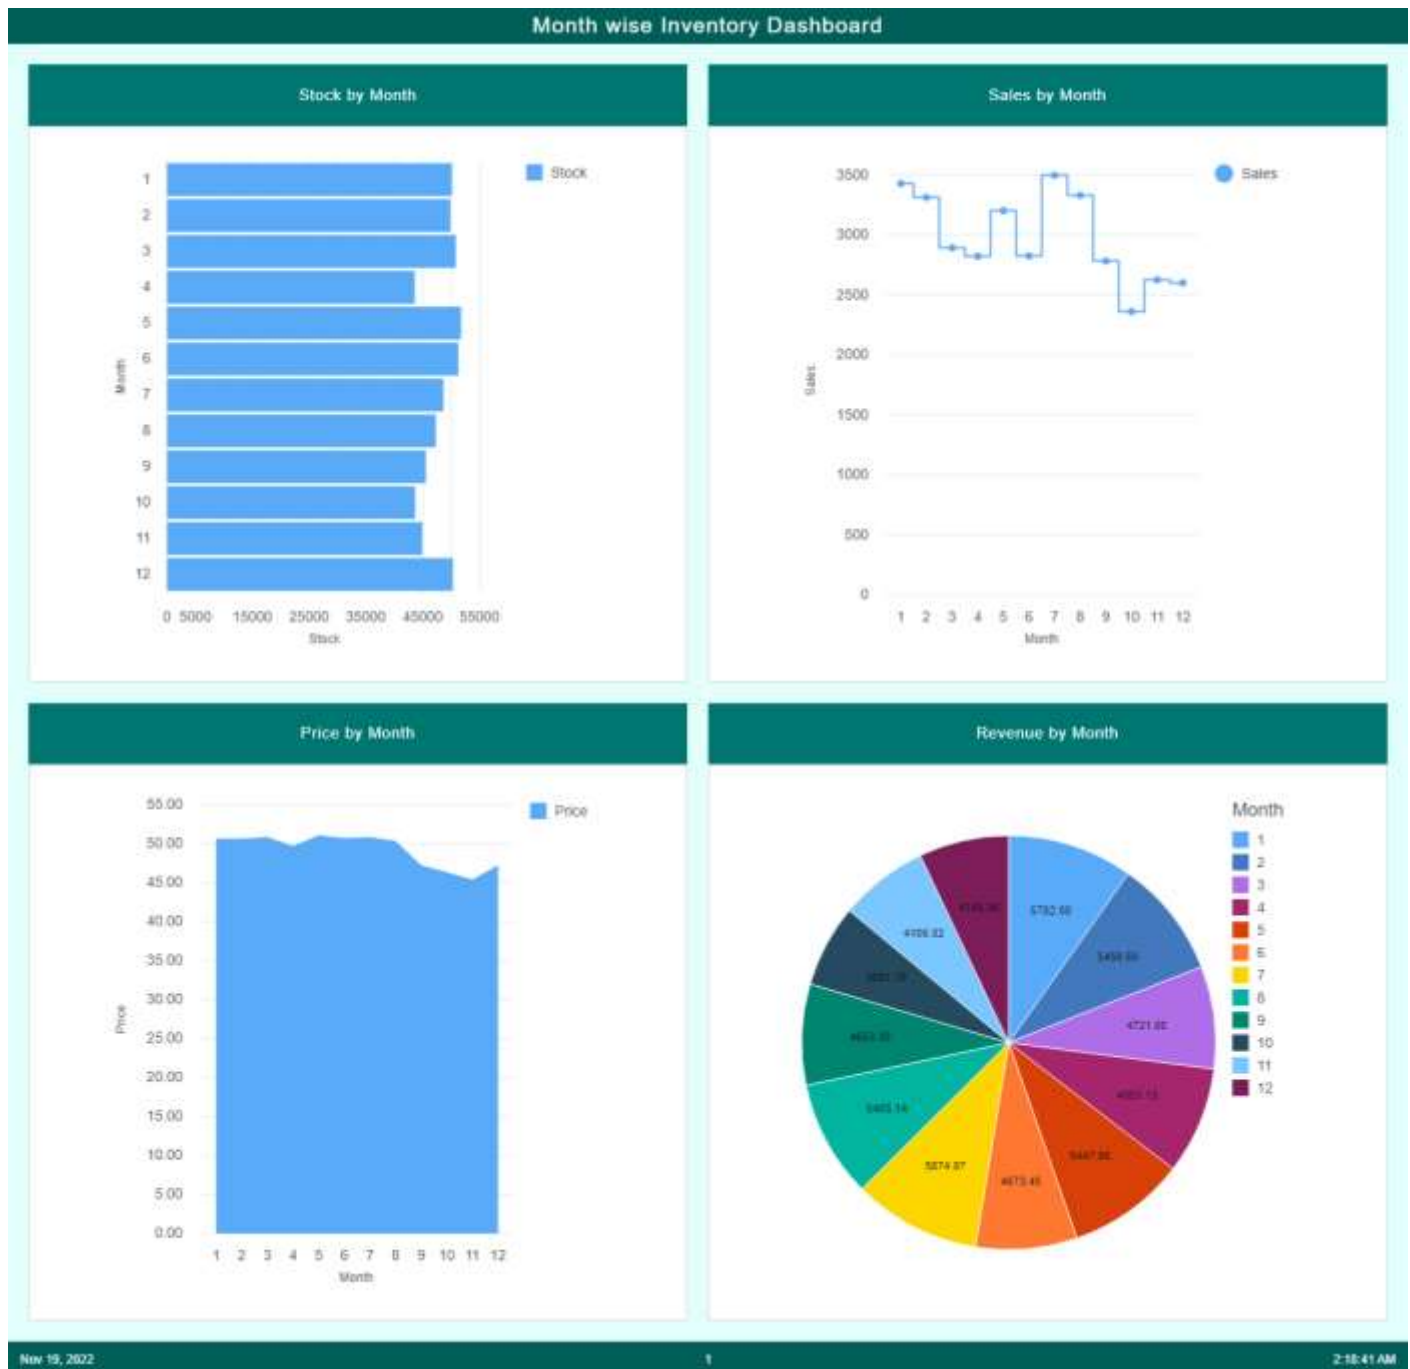 Month wise Inventory Dashboard
Stock by Month
1
2
3
4
5
6
7
8
9
10
11
12
Month
0 5000 15000 25000 35000 45000 55000
Stock
Stock
Sales by Month
3500
3000
2500
2000
1500
1000
500
0
Sales
1 2 3 4 5 6 7 8 9 10 11 12
Month
Sales
Price by Month
55.00
50.00
45.00
40.00
35.00
30.00
25.00
20.00
15.00
10.00
5.00
0.00
Price
1 2 3 4 5 6 7 8 9 10 11 12
Month
Price
Revenue by Month
Month
1
2
3
4
5
6
7
8
9
10
11
12
Nov 19, 2022
1
2:18:41 AM